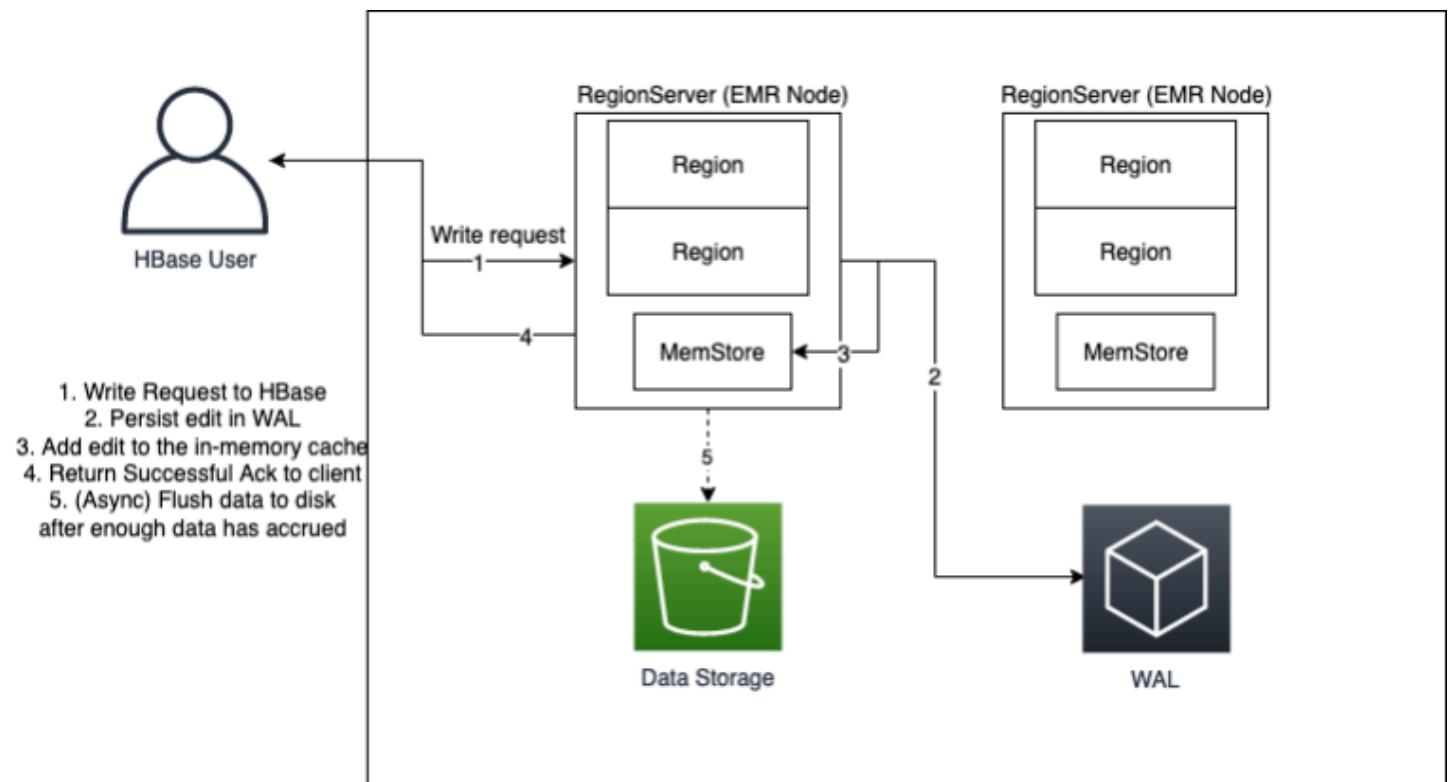 RegionServer (EMR Node)
RegionServer (EMR Node)
Region
Region
Region
Region
MemStore
MemStore
HBase User
Write request
1
4
3
2
5
1. Write Request to HBase
2. Persist edit in WAL
3. Add edit to the in-memory cache
4. Return Successful Ack to client
5. (Async) Flush data to disk
after enough data has accrued
Data Storage
WAL